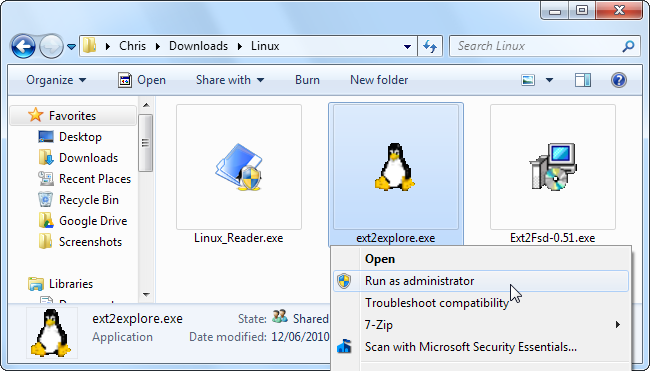 Chris Downloads Linux Search Linux
Organize Open Share with Burn New folder
Favorites
Desktop
Downloads
Recent Places
Recycle Bin
Google Drive
Screenshots
Libraries
Linux_Reader.exe ext2explore.exe Ext2Fsd-0.51.exe
Open
Run as administrator
Troubleshoot compatibility
7-Zip
Scan with Microsoft Security Essentials...
ext2explore.exe State: Shared
Application Date modified: 12/06/2010